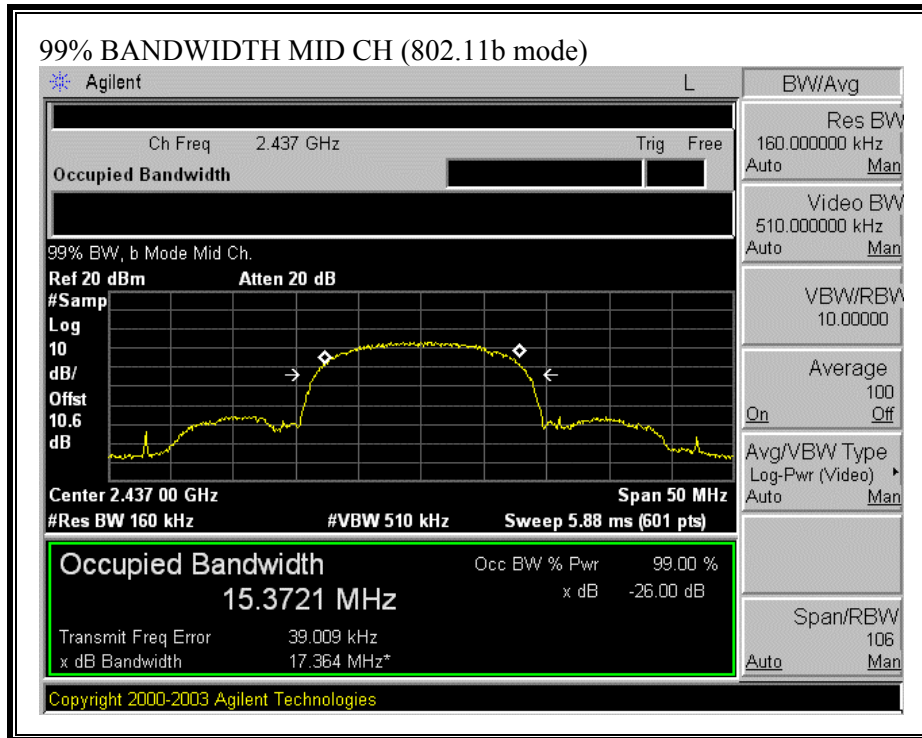 99% BANDWIDTH MID CH (802.11b mode)
Agilent L
Ch Freq 2.437 GHz Trig Free
Occupied Bandwidth
99% BW, b Mode Mid Ch.
Ref 20 dBm Atten 20 dB
#Samp
Log
10
dB/
Offst
10.6
dB
Center 2.437 00 GHz Span 50 MHz
#Res BW 160 kHz #VBW 510 kHz Sweep 5.88 ms (601 pts)
Occupied Bandwidth
15.3721 MHz
Occ BW % Pwr 99.00 %
x dB -26.00 dB
Transmit Freq Error 39.009 kHz
x dB Bandwidth 17.364 MHz*
Copyright 2000-2003 Agilent Technologies
BW/Avg
Res BW
160.000000 kHz
Auto Man
Video BW
510.000000 kHz
Auto Man
VBW/RBW
10.00000
Average
100
On Off
Avg/VBW Type
Log-Pwr (Video)
Auto Man
Span/RBW
106
Auto Man